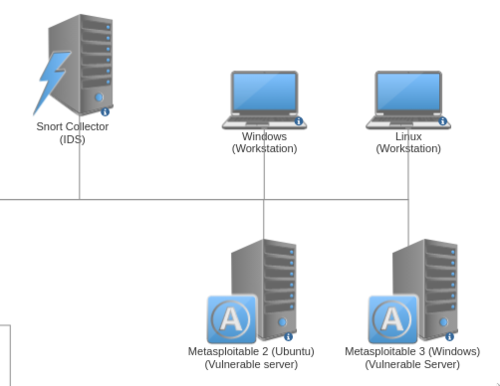 Snort Collector
(IDS)
Windows
(Workstation)
Linux
(Workstation)
A
Metasploitable 2 (Ubuntu)
(Vulnerable server)
A
Metasploitable 3 (Windows)
(Vulnerable Server)